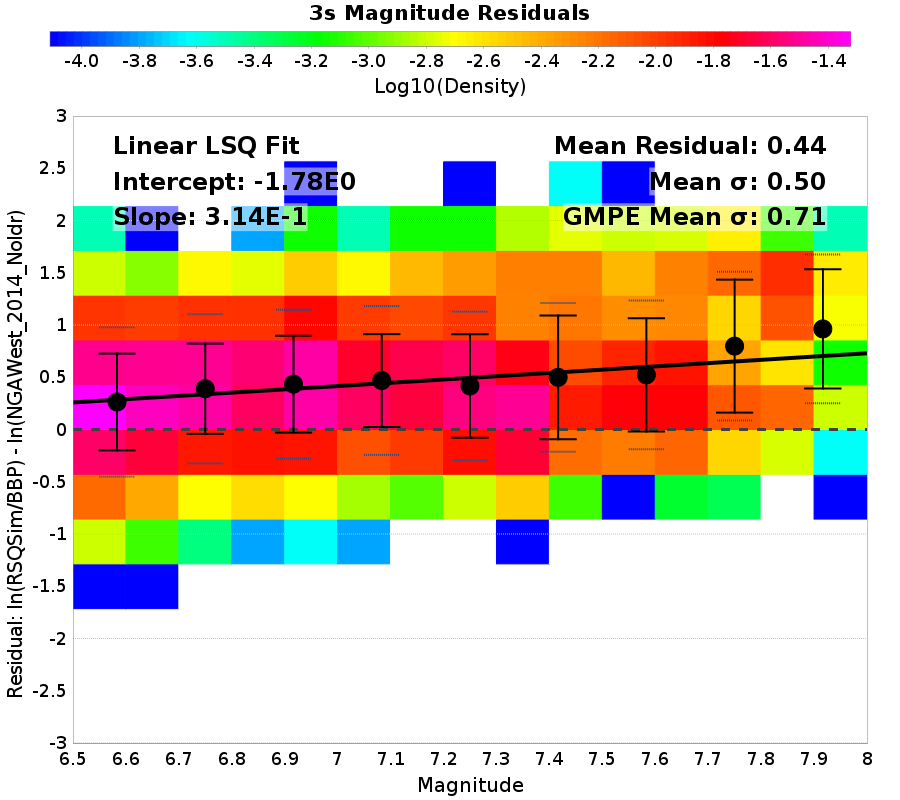 3s Magnitude Residuals
-4.0 -3.8 -3.6 -3.4 -3.2 -3.0 -2.8 -2.6 -2.4 -2.2 -2.0 -1.8 -1.6 -1.4
Log10(Density)
Residual: ln(RSQSim/BBP) - ln(NGAWest_2014_NoIdr)
3
2.5
2
1.5
1
0.5
0
-0.5
-1
-1.5
-2
-2.5
-3
Linear LSQ Fit
Intercept: -1.78E0
Slope: 3.14E-1
Mean Residual: 0.44
Mean σ: 0.50
GMPE Mean σ: 0.71
6.5 6.6 6.7 6.8 6.9 7 7.1 7.2 7.3 7.4 7.5 7.6 7.7 7.8 7.9 8
Magnitude